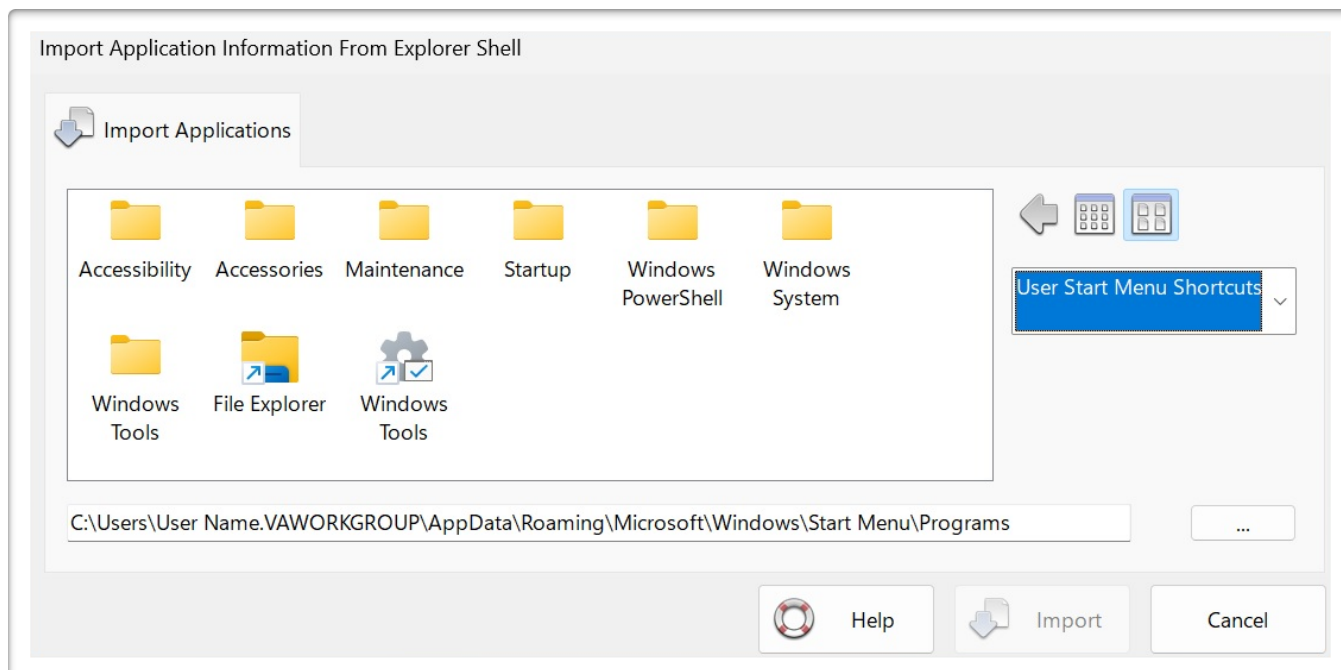 Import Application Information From Explorer Shell
Import Applications
Accessibility
Accessories
Maintenance
Startup
Windows
PowerShell
Windows
System
Windows
Tools
File Explorer
Windows
Tools
User Start Menu Shortcuts
C:\Users\User Name.VAWORKGROUP\AppData\Roaming\Microsoft\Windows\Start Menu\Programs
...
Help
Import
Cancel